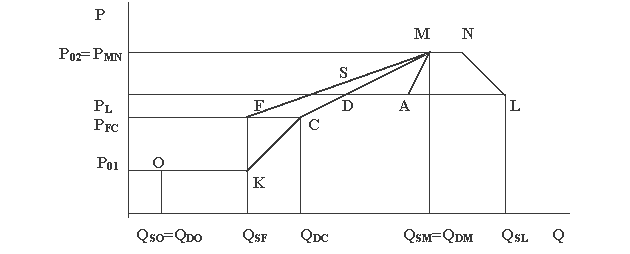 P
M N
P02=PMN
S
PL F D A L
PFC C
P01 O
K
QSO=QDO QSF QDC QSM=QDM QSL Q